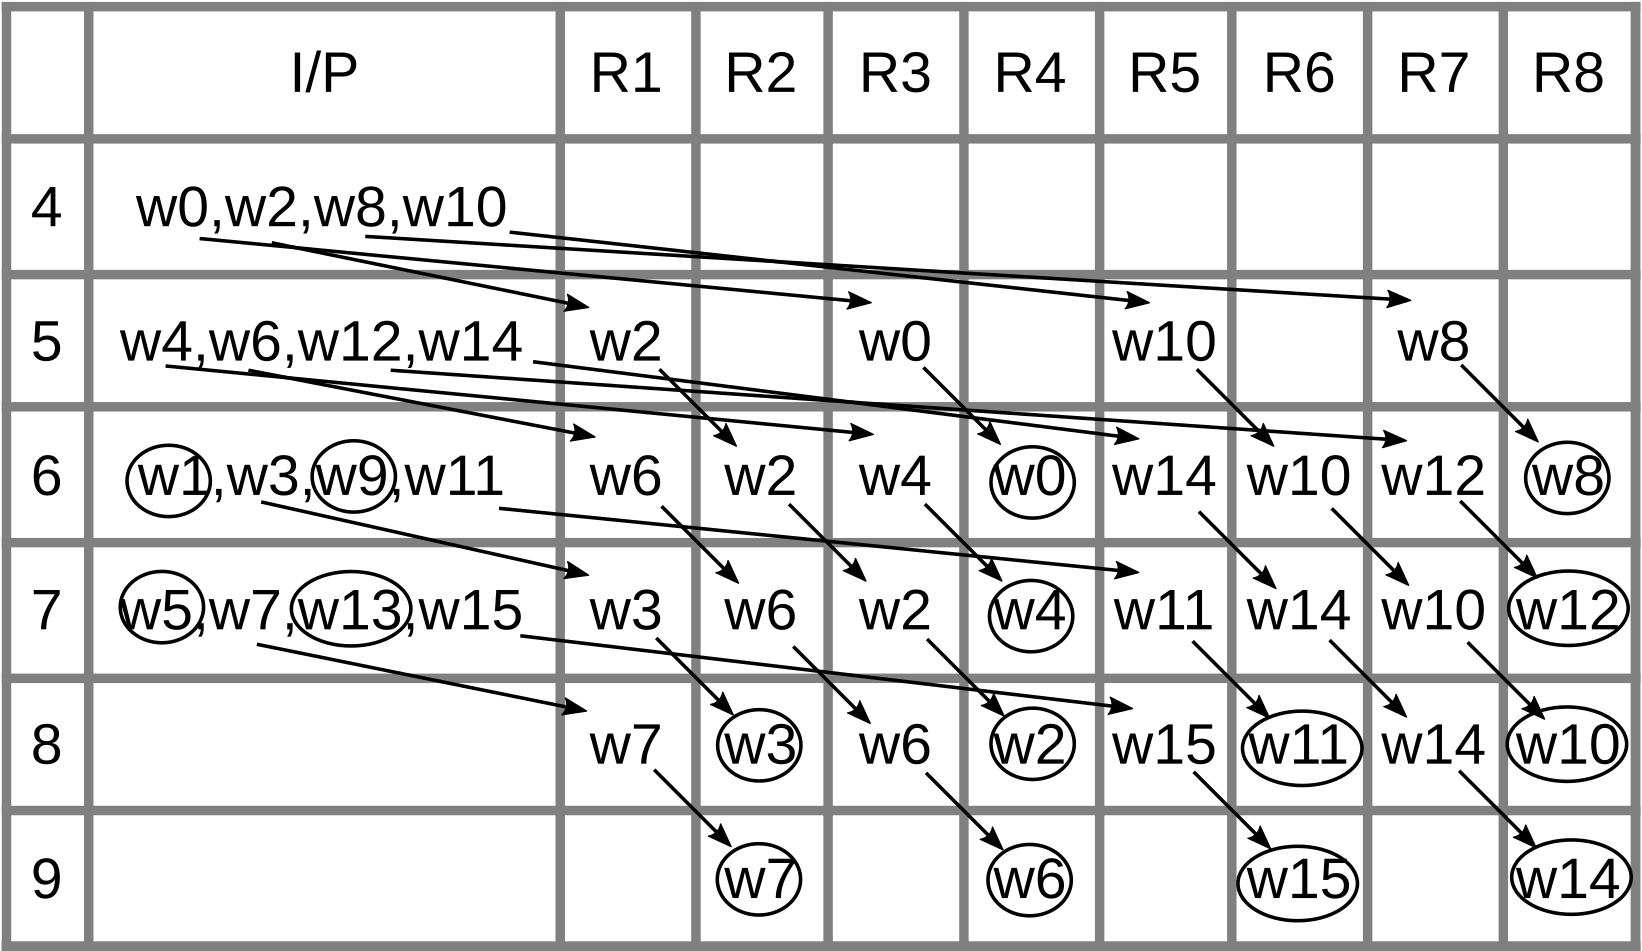 I/P R1 R2 R3 R4 R5 R6 R7 R8
4 w0,w2,w8,w10
5 w4,w6,w12,w14 w2 w0 w10 w8
6 w1,w3,w9,w11 w6 w2 w4 w0 w14 w10 w12 w8
7 w5,w7,w13,w15 w3 w6 w2 w4 w11 w14 w10 w12
8 w7 w3 w6 w2 w15 w11 w14 w10
9 w7 w6 w15 w14